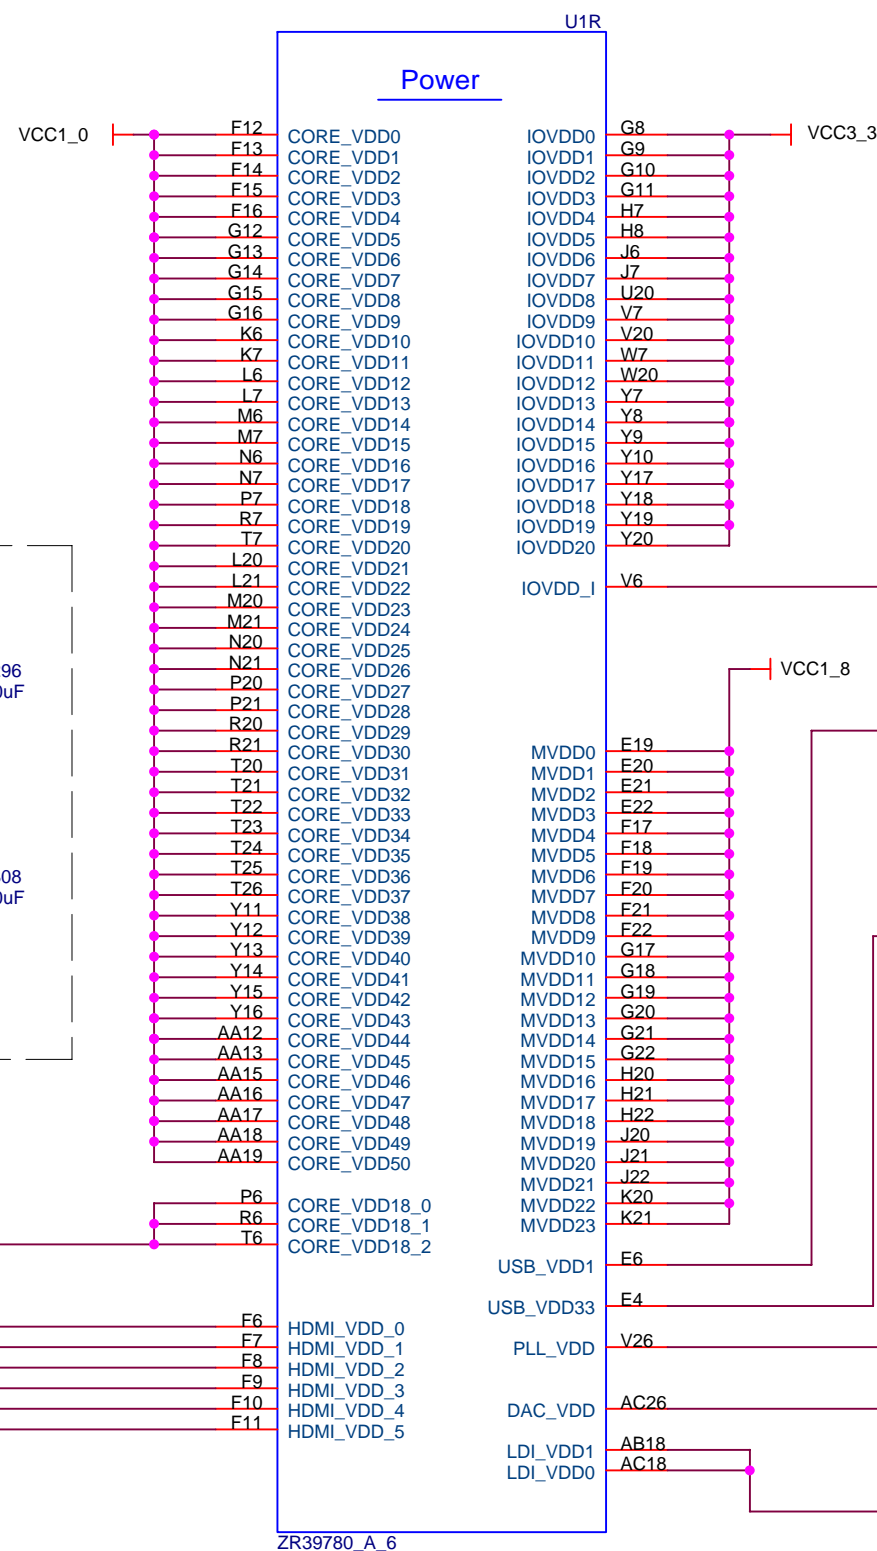 U1R
Power
VCC1_0
F12 CORE_VDD0 IOVDD0 G8 VCC3_3
F13 CORE_VDD1 IOVDD1 G9
F14 CORE_VDD2 IOVDD2 G10
F15 CORE_VDD3 IOVDD3 G11
F16 CORE_VDD4 IOVDD4 H7
G12 CORE_VDD5 IOVDD5 H8
G13 CORE_VDD6 IOVDD6 J6
G14 CORE_VDD7 IOVDD7 J7
G15 CORE_VDD8 IOVDD8 U20
G16 CORE_VDD9 IOVDD9 V7
K6 CORE_VDD10 IOVDD10 V20
K7 CORE_VDD11 IOVDD11 W7
L6 CORE_VDD12 IOVDD12 W20
L7 CORE_VDD13 IOVDD13 Y7
M6 CORE_VDD14 IOVDD14 Y8
M7 CORE_VDD15 IOVDD15 Y9
N6 CORE_VDD16 IOVDD16 Y10
N7 CORE_VDD17 IOVDD17 Y17
P7 CORE_VDD18 IOVDD18 Y18
R7 CORE_VDD19 IOVDD19 Y19
T7 CORE_VDD20 IOVDD20 Y20
L20 CORE_VDD21
L21 CORE_VDD22 IOVDD_I V6
M20 CORE_VDD23
M21 CORE_VDD24
N20 CORE_VDD25
N21 CORE_VDD26 VCC1_8
P20 CORE_VDD27
P21 CORE_VDD28
R20 CORE_VDD29
R21 CORE_VDD30 MVDD0 E19
T20 CORE_VDD31 MVDD1 E20
T21 CORE_VDD32 MVDD2 E21
T22 CORE_VDD33 MVDD3 E22
T23 CORE_VDD34 MVDD4 F17
T24 CORE_VDD35 MVDD5 F18
T25 CORE_VDD36 MVDD6 F19
T26 CORE_VDD37 MVDD7 F20
Y11 CORE_VDD38 MVDD8 F21
Y12 CORE_VDD39 MVDD9 F22
Y13 CORE_VDD40 MVDD10 G17
Y14 CORE_VDD41 MVDD11 G18
Y15 CORE_VDD42 MVDD12 G19
Y16 CORE_VDD43 MVDD13 G20
AA12 CORE_VDD44 MVDD14 G21
AA13 CORE_VDD45 MVDD15 G22
AA15 CORE_VDD46 MVDD16 H20
AA16 CORE_VDD47 MVDD17 H21
AA17 CORE_VDD48 MVDD18 H22
AA18 CORE_VDD49 MVDD19 J20
AA19 CORE_VDD50 MVDD20 J21
MVDD21 J22
P6 CORE_VDD18_0 MVDD22 K20
R6 CORE_VDD18_1 MVDD23 K21
T6 CORE_VDD18_2
USB_VDD1 E6
USB_VDD33 E4
F6 HDMI_VDD_0
F7 HDMI_VDD_1 PLL_VDD V26
F8 HDMI_VDD_2
F9 HDMI_VDD_3
F10 HDMI_VDD_4 DAC_VDD AC26
F11 HDMI_VDD_5
LDI_VDD1 AB18
LDI_VDD0 AC18
ZR39780_A_6